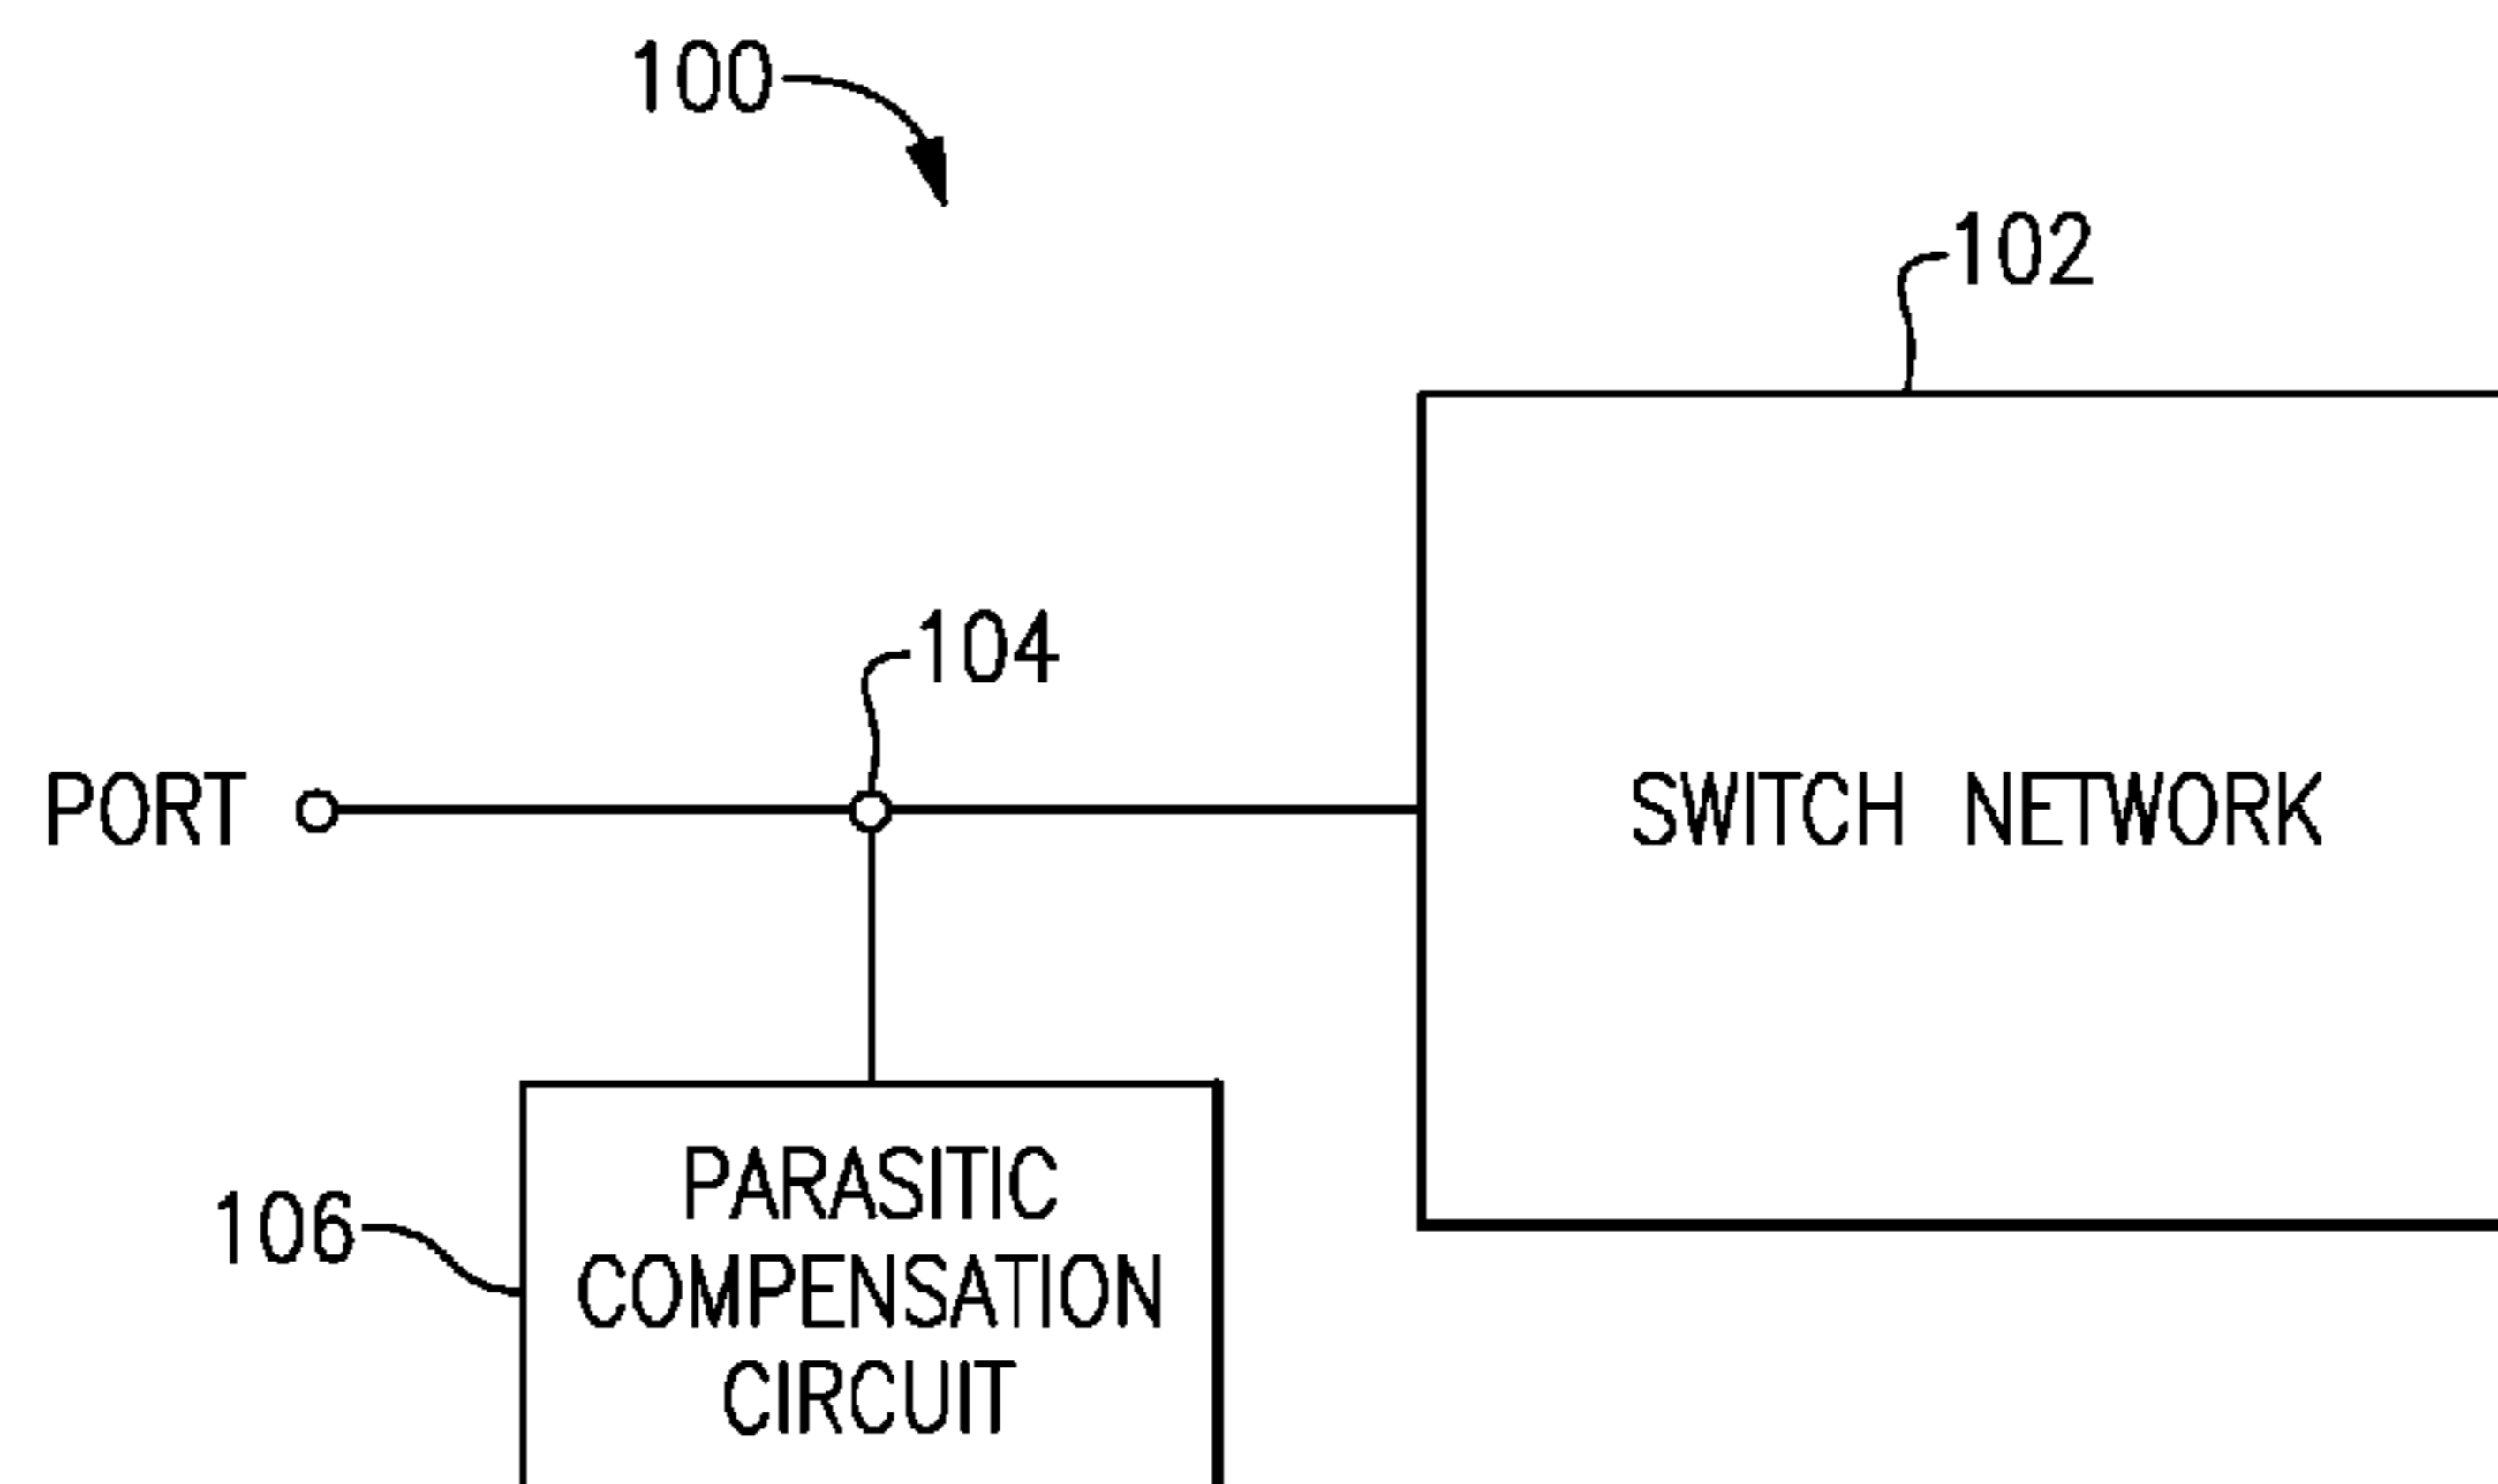 100
102
104
PORT
SWITCH NETWORK
106
PARASITIC
COMPENSATION
CIRCUIT